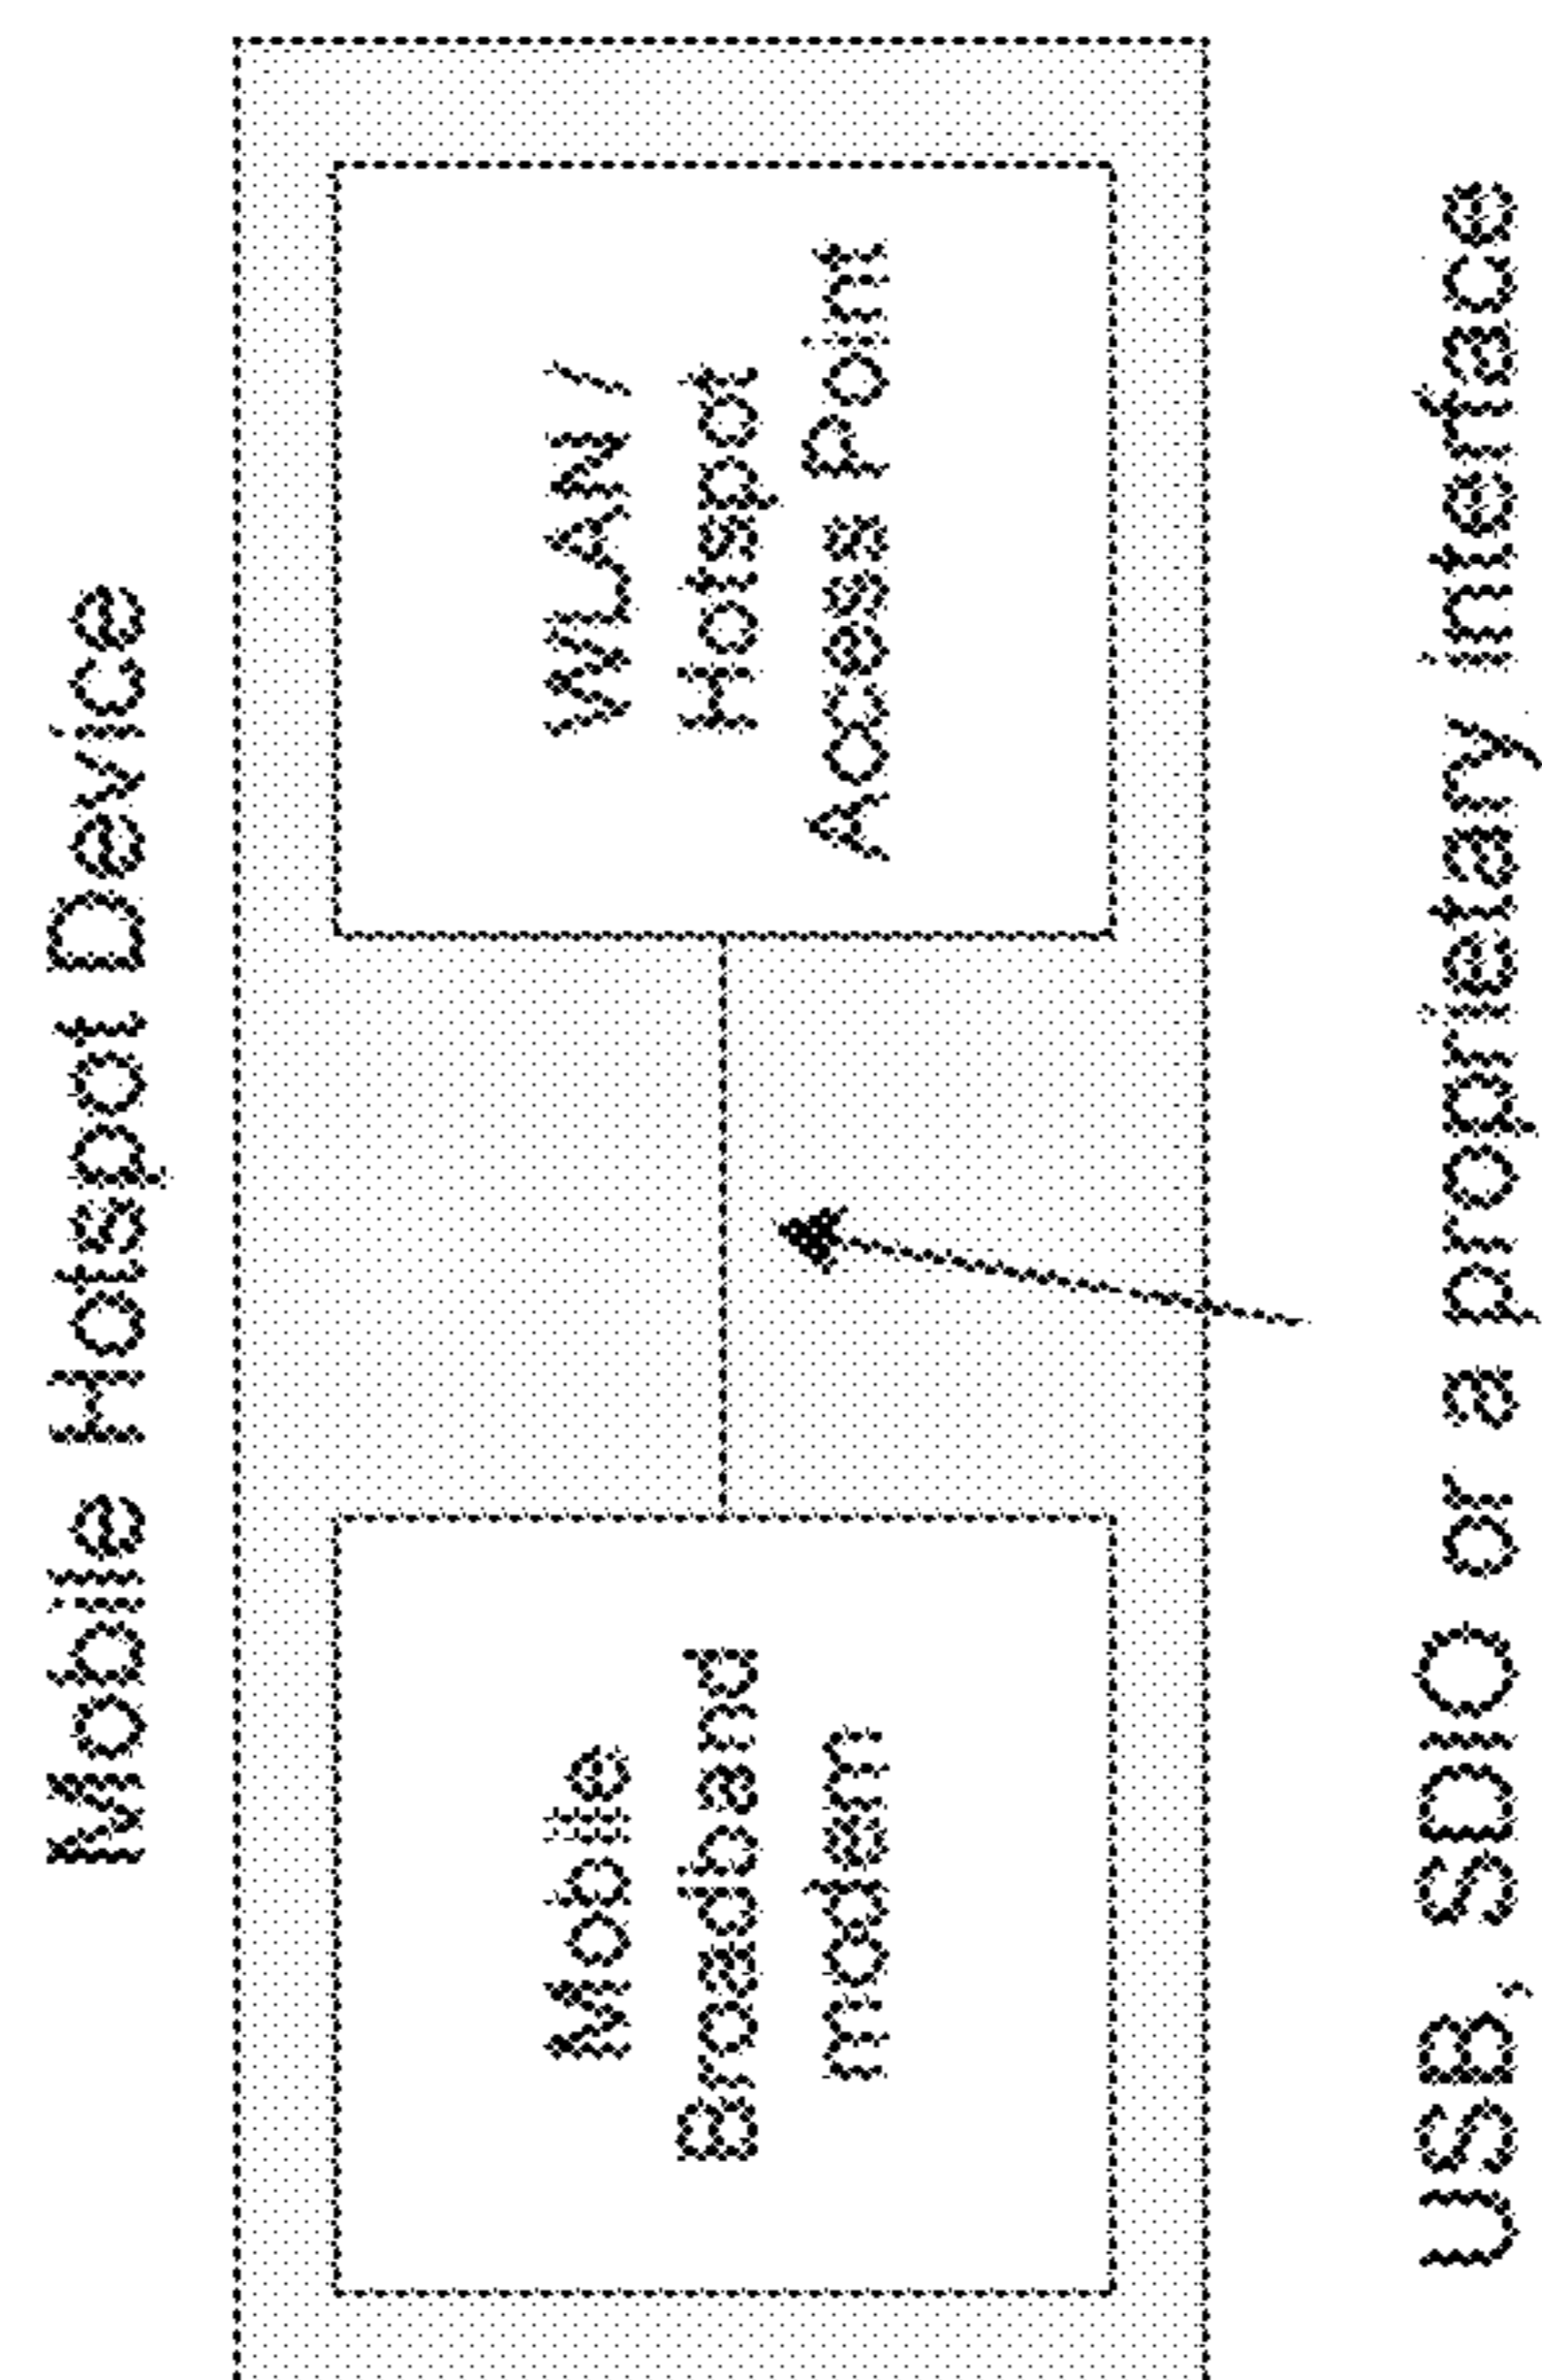 Mobile Hotspot Device
Mobile
Broadband
modem
WLAN /
Hotspot
Access Point
USB, SDIO or a proprietary interface